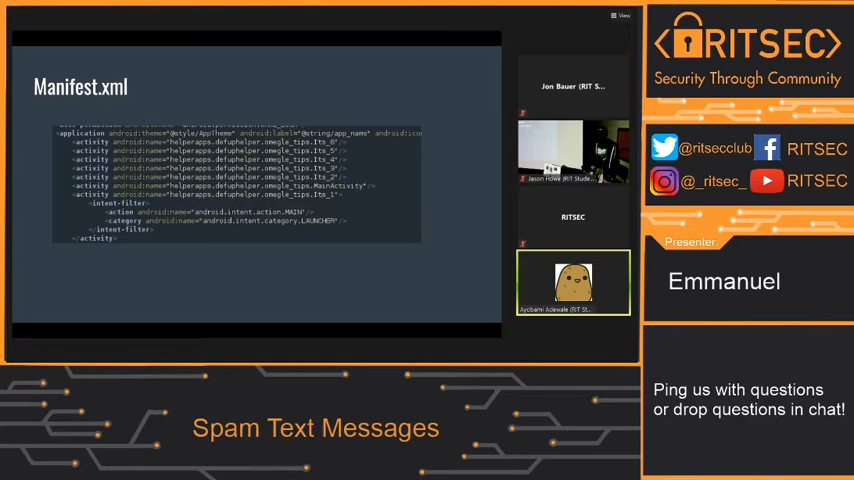 View
<RITSEC>
Security Through Community
@ritsecclub
RITSEC
@_ritsec_
RITSEC
Presenter:
Emmanuel
Ping us with questions
or drop questions in chat!
Manifest.xml
<application android:theme="@style/AppTheme" android:label="@string/app_name" android:ico
<activity android:name="helperapps.defuphelper.omegle_tips.Its_6"/>
<activity android:name="helperapps.defuphelper.omegle_tips.Its_5"/>
<activity android:name="helperapps.defuphelper.omegle_tips.Its_4"/>
<activity android:name="helperapps.defuphelper.omegle_tips.Its_3"/>
<activity android:name="helperapps.defuphelper.omegle_tips.Its_2"/>
<activity android:name="helperapps.defuphelper.omegle_tips.MainActivity"/>
<activity android:name="helperapps.defuphelper.omegle_tips.Its_1">
<intent-filter>
<action android:name="android.intent.action.MAIN"/>
<category android:name="android.intent.category.LAUNCHER"/>
</intent-filter>
</activity>
Jon Bauer (RIT S...
Jason Howe (RIT Stude...
RITSEC
Ayobami Adewale (RIT St...
Spam Text Messages